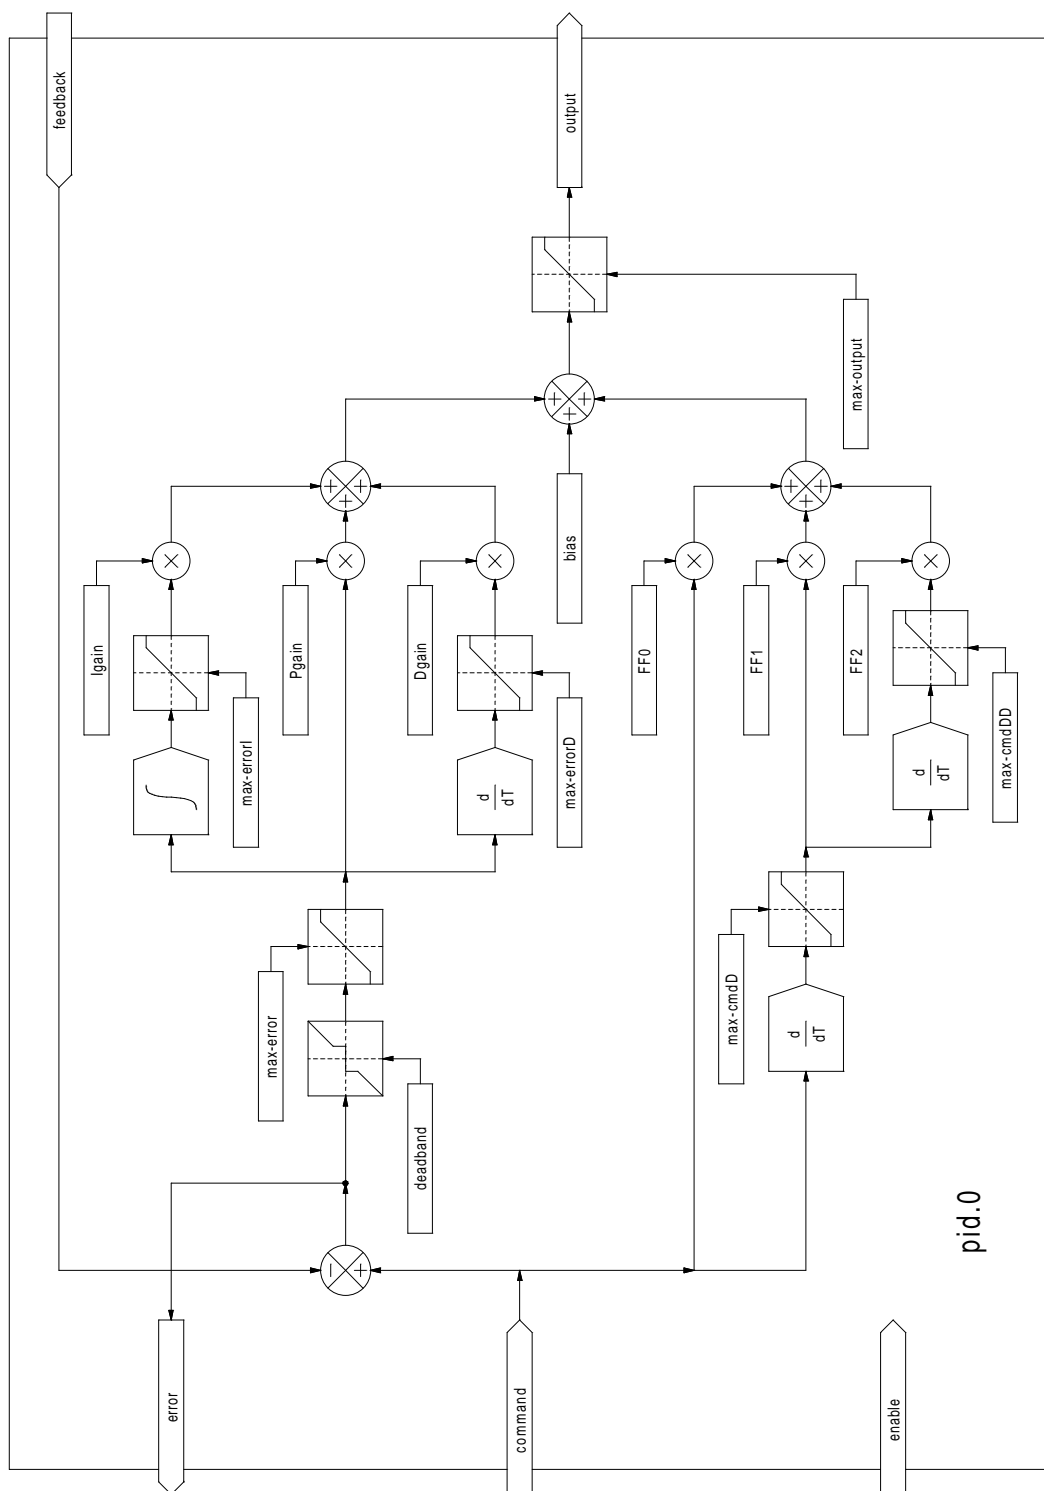 feedback
Igain
error
∫
max-errorI
max-error
Pgain
deadband
Dgain
d
dT
command
max-errorD
bias
output
FF0
max-cmdD
FF1
d
dT
FF2
max-output
enable
d
dT
pid.0
max-cmdDD